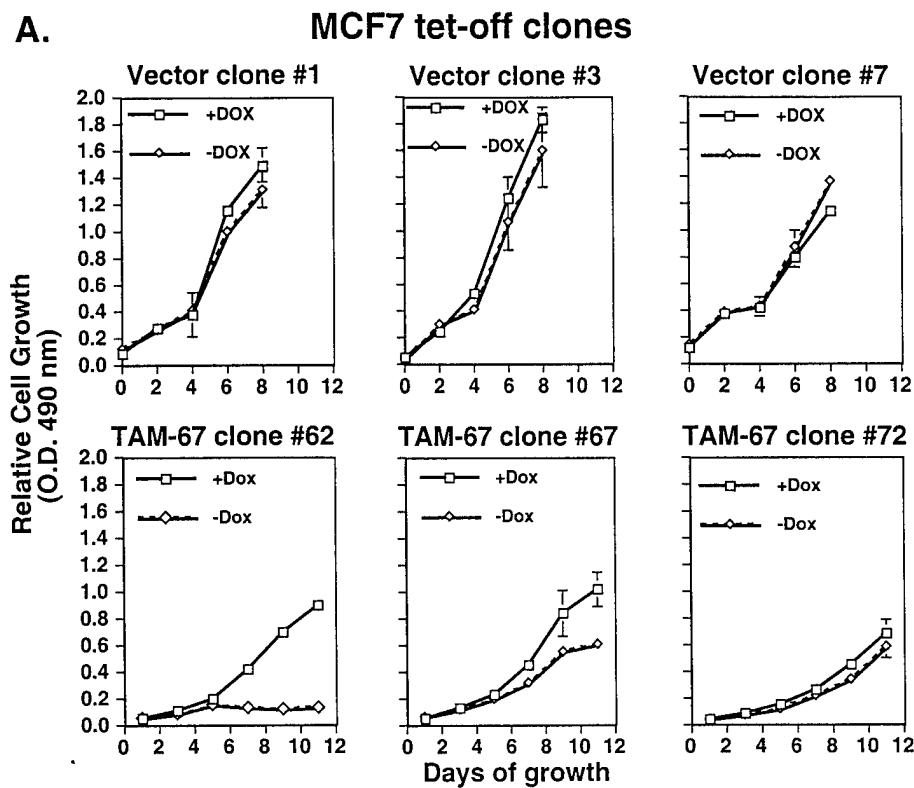 A.
MCF7 tet-off clones
Vector clone #1
Vector clone #3
Vector clone #7
2.0
1.8
1.6
1.4
1.2
1.0
0.8
0.6
0.4
0.2
0.0
+DOX
-DOX
+DOX
-DOX
+DOX
-DOX
0 2 4 6 8 10 12
0 2 4 6 8 10 12
0 2 4 6 8 10 12
Relative Cell Growth
(O.D. 490 nm)
TAM-67 clone #62
TAM-67 clone #67
TAM-67 clone #72
2.0
1.8
1.6
1.4
1.2
1.0
0.8
0.6
0.4
0.2
0.0
+Dox
-Dox
+Dox
-Dox
+Dox
-Dox
0 2 4 6 8 10 12
0 2 4 6 8 10 12
0 2 4 6 8 10 12
Days of growth